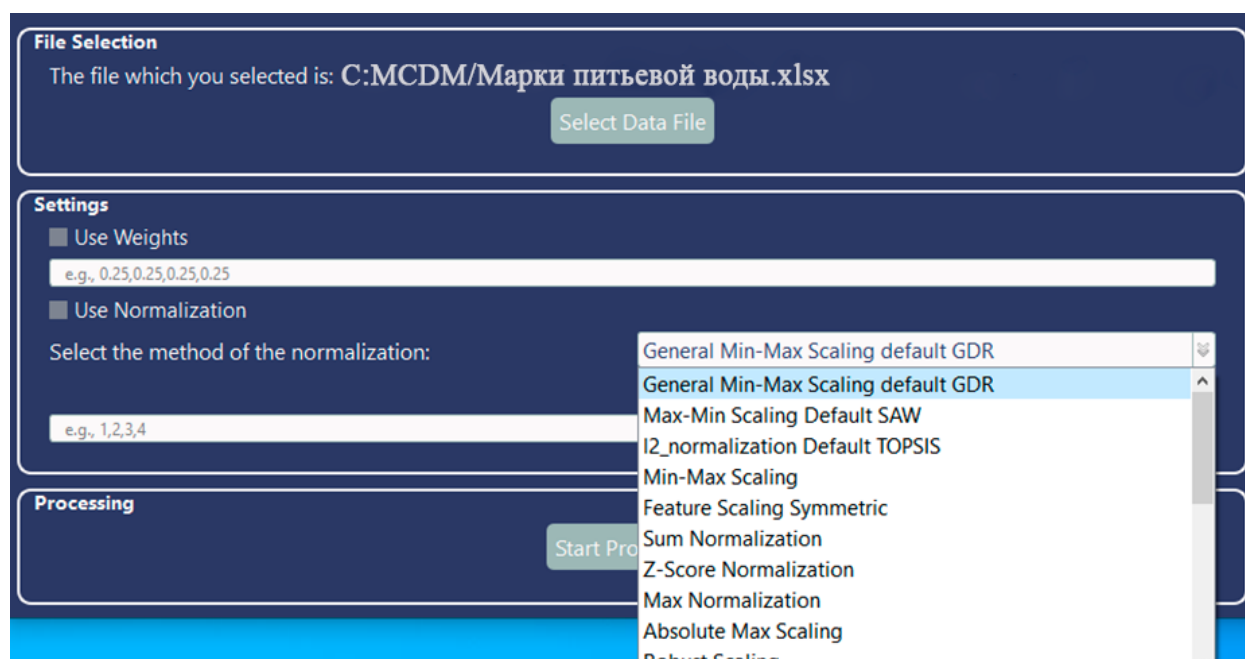 File Selection
The file which you selected is: C:MCDM/Марки питьевой воды.xlsx
Select Data File
Settings
Use Weights
e.g., 0.25,0.25,0.25,0.25
Use Normalization
Select the method of the normalization:
General Min-Max Scaling default GDR
General Min-Max Scaling default GDR
Max-Min Scaling Default SAW
l2_normalization Default TOPSIS
Min-Max Scaling
Feature Scaling Symmetric
Sum Normalization
Z-Score Normalization
Max Normalization
Absolute Max Scaling
e.g., 1,2,3,4
Processing
Start Pro